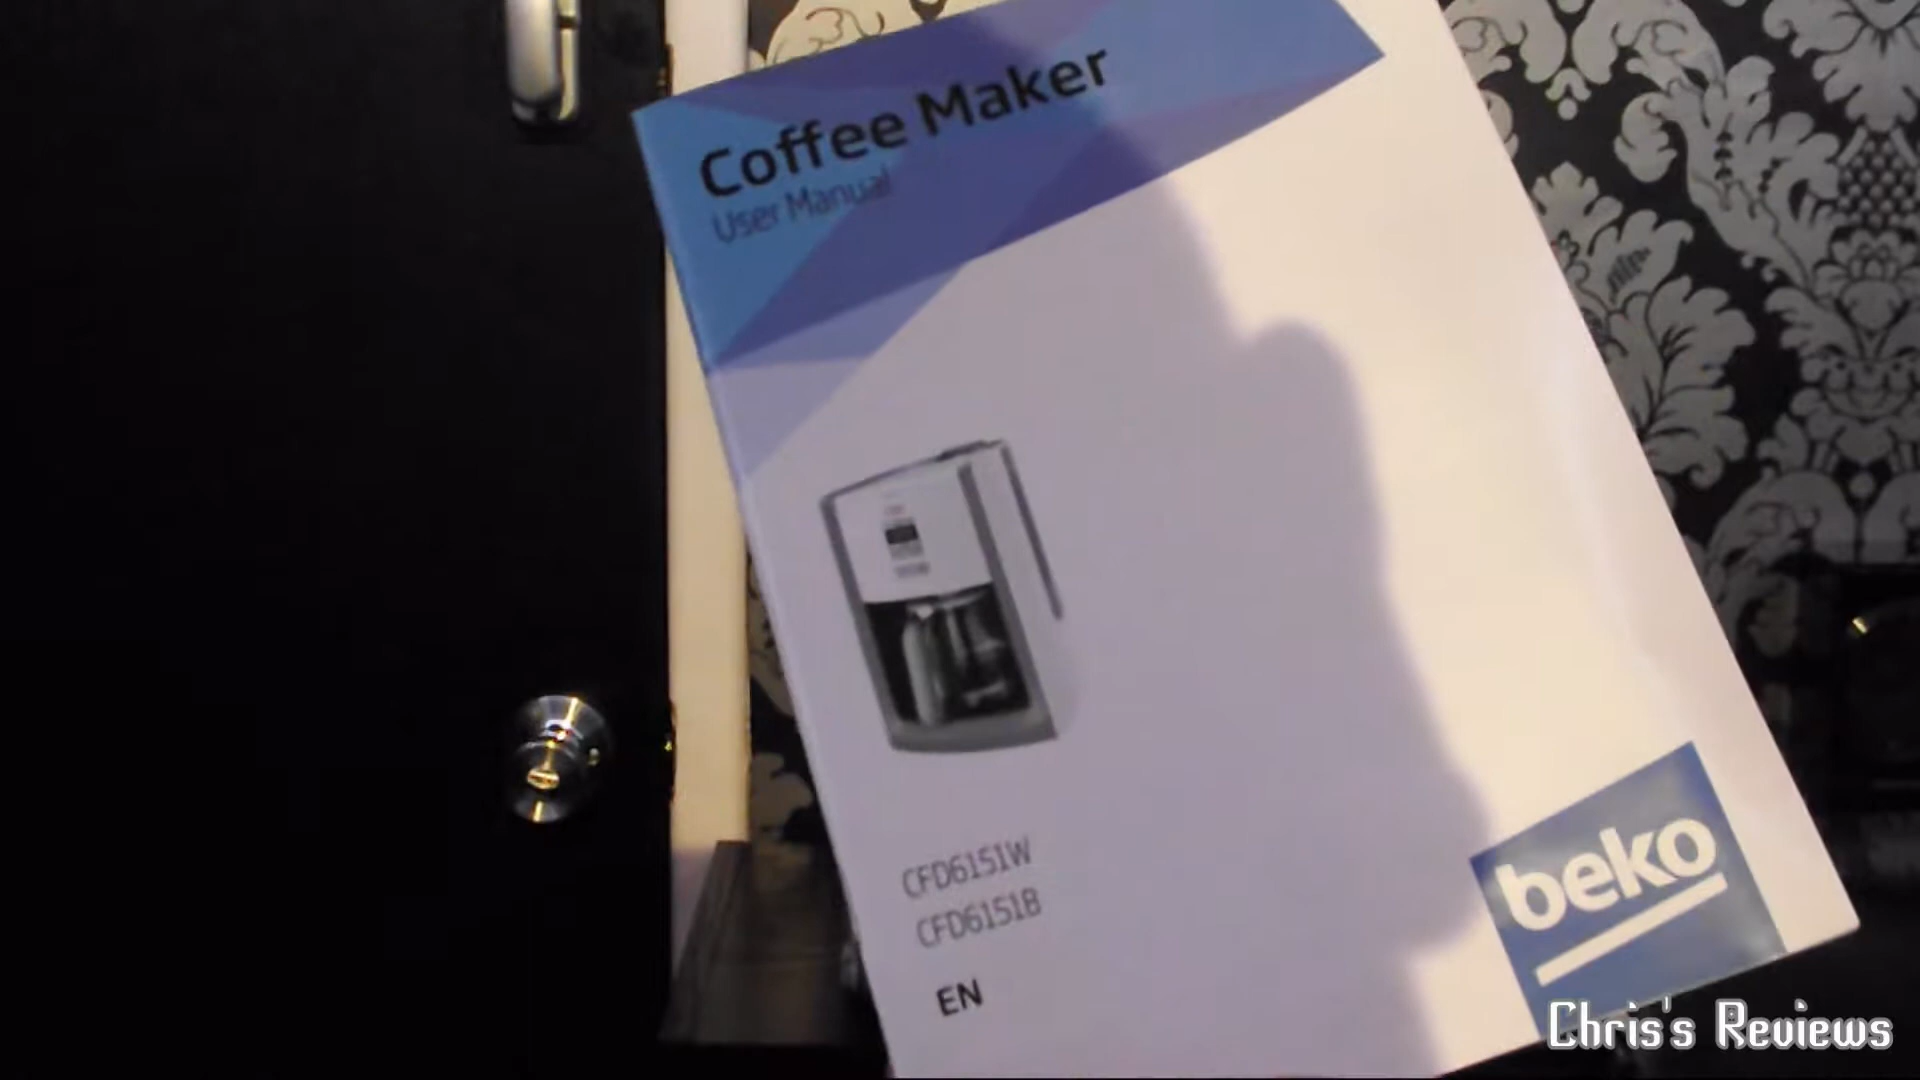 Coffee Maker
User Manual
CFD6151W
CFD6151B
EN
beko
Chris's Reviews